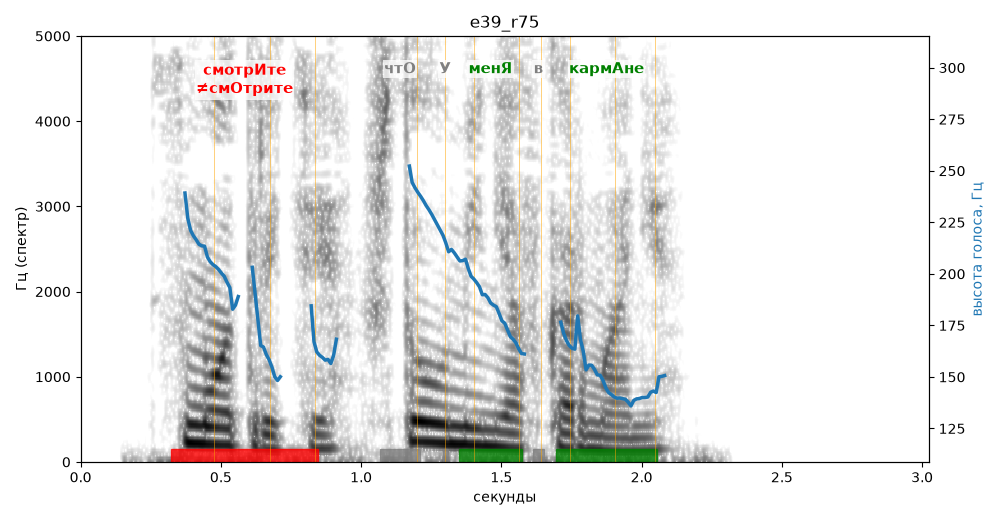 e39_r75
5000
4000
3000
2000
1000
0
Гц (спектр)
смотрИте
≠смОтрите
чтО У менЯ в кармАне
300
275
250
225
200
175
150
125
высота голоса, Гц
0.0 0.5 1.0 1.5 2.0 2.5 3.0
секунды